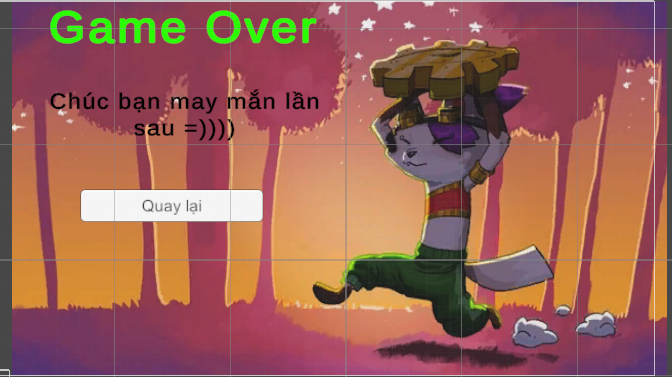 Game Over
Chúc bạn may mắn lần
sau =))))
Quay lại